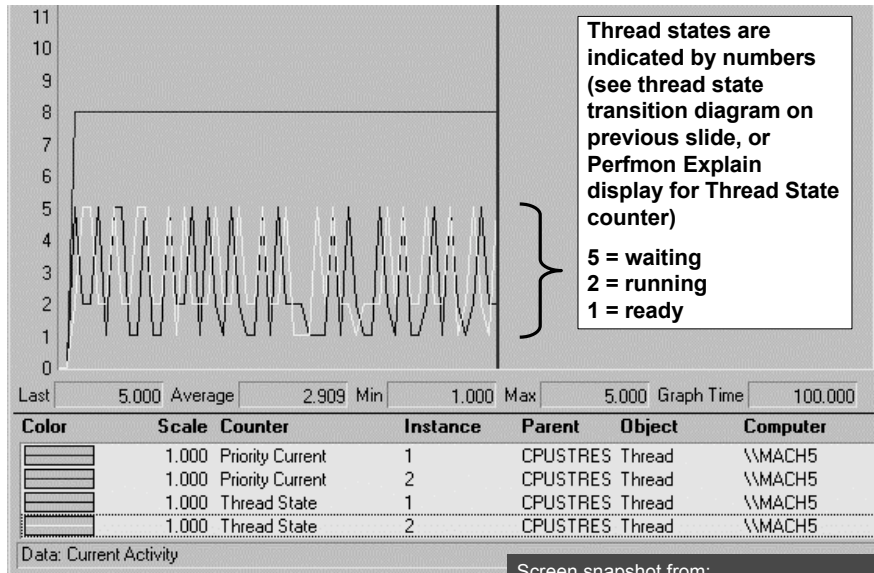 11
10
9
8
7
6
5
4
3
2
1
0
Thread states are
indicated by numbers
(see thread state
transition diagram on
previous slide, or
Perfmon Explain
display for Thread State
counter)
5 = waiting
2 = running
1 = ready
Last 5.000 Average 2.909 Min 1.000 Max 5.000 Graph Time 100.000
Color Scale Counter Instance Parent Object Computer
1.000 Priority Current 1 CPUSTRES Thread \\MACH5
1.000 Priority Current 2 CPUSTRES Thread \\MACH5
1.000 Thread State 1 CPUSTRES Thread \\MACH5
1.000 Thread State 2 CPUSTRES Thread \\MACH5
Data: Current Activity
Screen snapshot from: